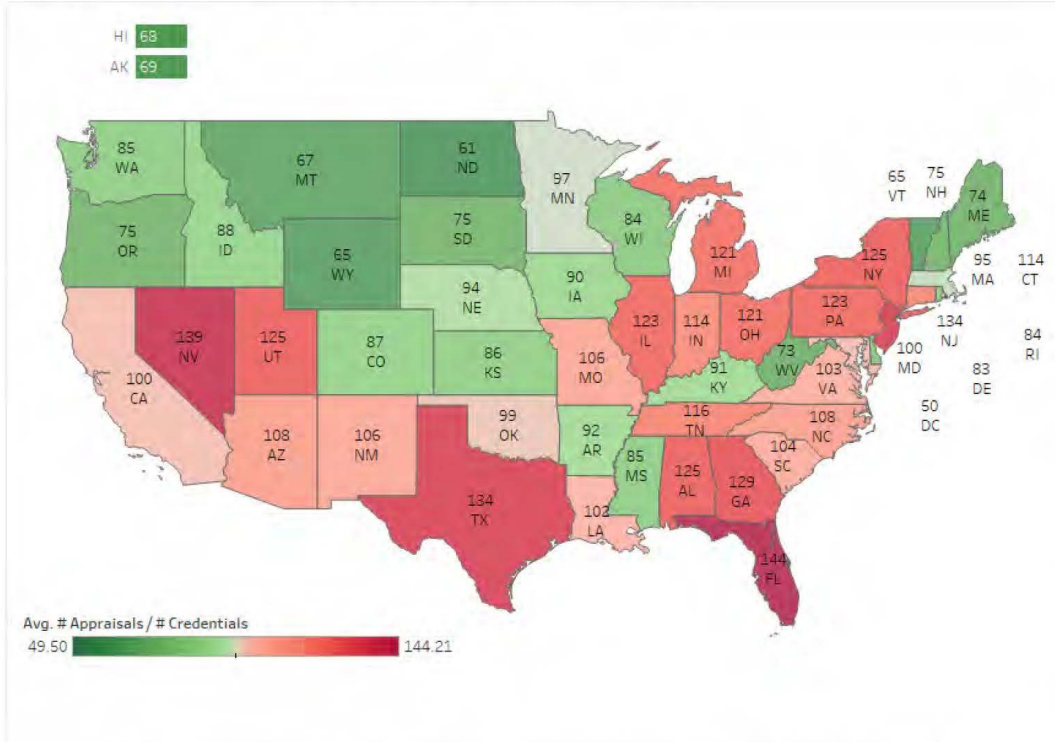 HI 68
AK 69
85
WA
67
MT
61
ND
97
MN
65
VT
75
NH
74
ME
75
OR
88
ID
75
SD
84
WI
65
WY
121
MI
125
NY
95
MA
114
CT
94
NE
90
IA
139
NV
125
UT
87
CO
86
KS
123
IL
114
IN
121
OH
123
PA
134
NJ
84
RI
100
MD
83
DE
100
CA
106
MO
91
KY
73
WV
103
VA
50
DC
108
AZ
106
NM
99
OK
92
AR
116
TN
108
NC
104
SC
85
MS
125
AL
129
GA
134
TX
102
LA
144
FL
Avg. # Appraisals / # Credentials
49.50 144.21